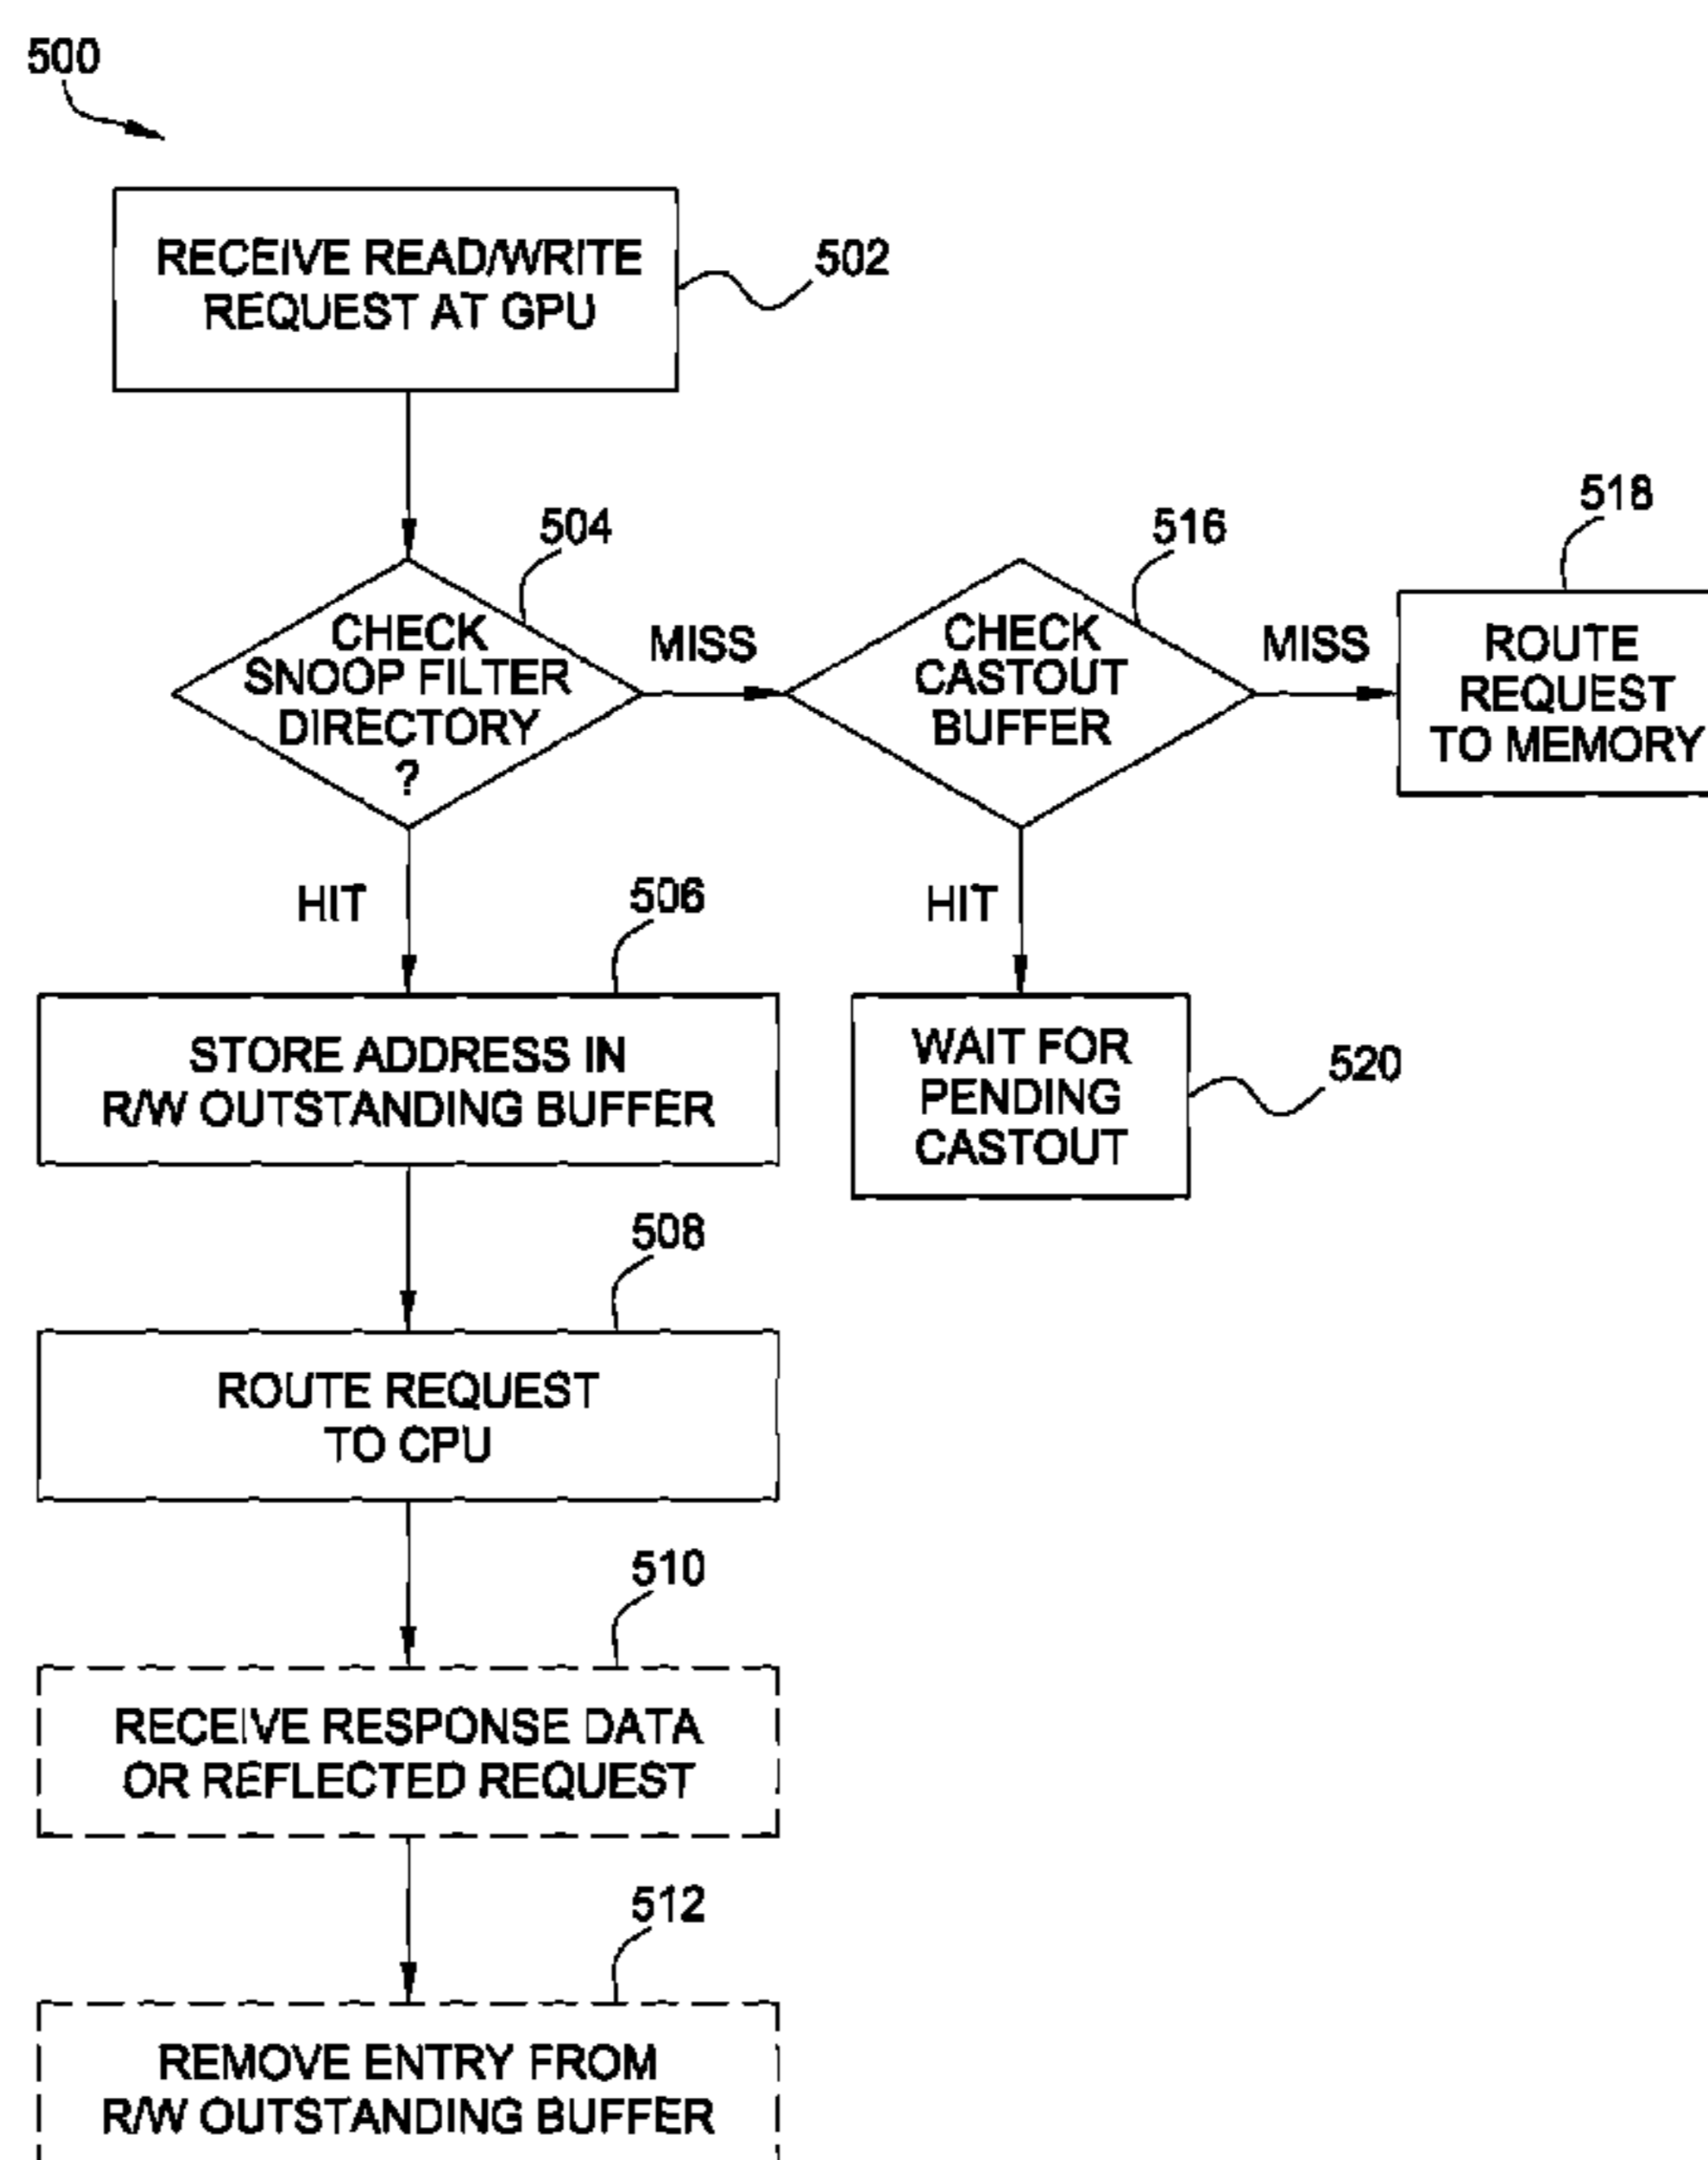 500
RECEIVE READ/WRITE
REQUEST AT GPU
502
504
CHECK
SNOOP FILTER
DIRECTORY
?
MISS
516
CHECK
CASTOUT
BUFFER
MISS
518
ROUTE
REQUEST
TO MEMORY
HIT
506
STORE ADDRESS IN
R/W OUTSTANDING BUFFER
HIT
WAIT FOR
PENDING
CASTOUT
520
508
ROUTE REQUEST
TO CPU
510
RECEIVE RESPONSE DATA
OR REFLECTED REQUEST
512
REMOVE ENTRY FROM
R/W OUTSTANDING BUFFER